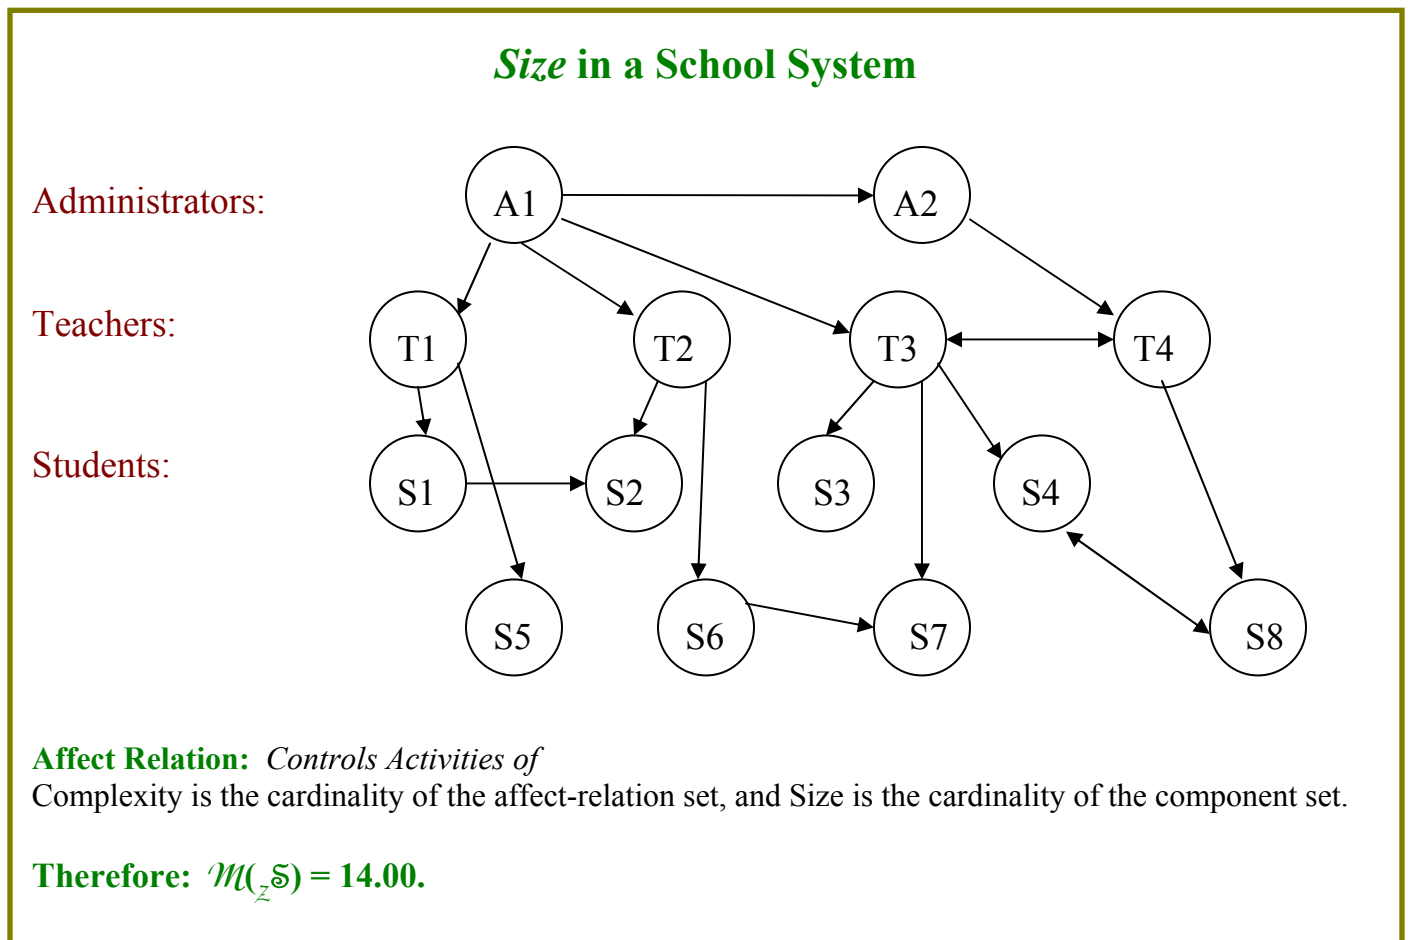 Size in a School System
Administrators:
A1
A2
Teachers:
T1
T2
T3
T4
Students:
S1
S2
S3
S4
S5
S6
S7
S8
Affect Relation: Controls Activities of
Complexity is the cardinality of the affect-relation set, and Size is the cardinality of the component set.
Therefore: ℳ(𝓏𝕊) = 14.00.